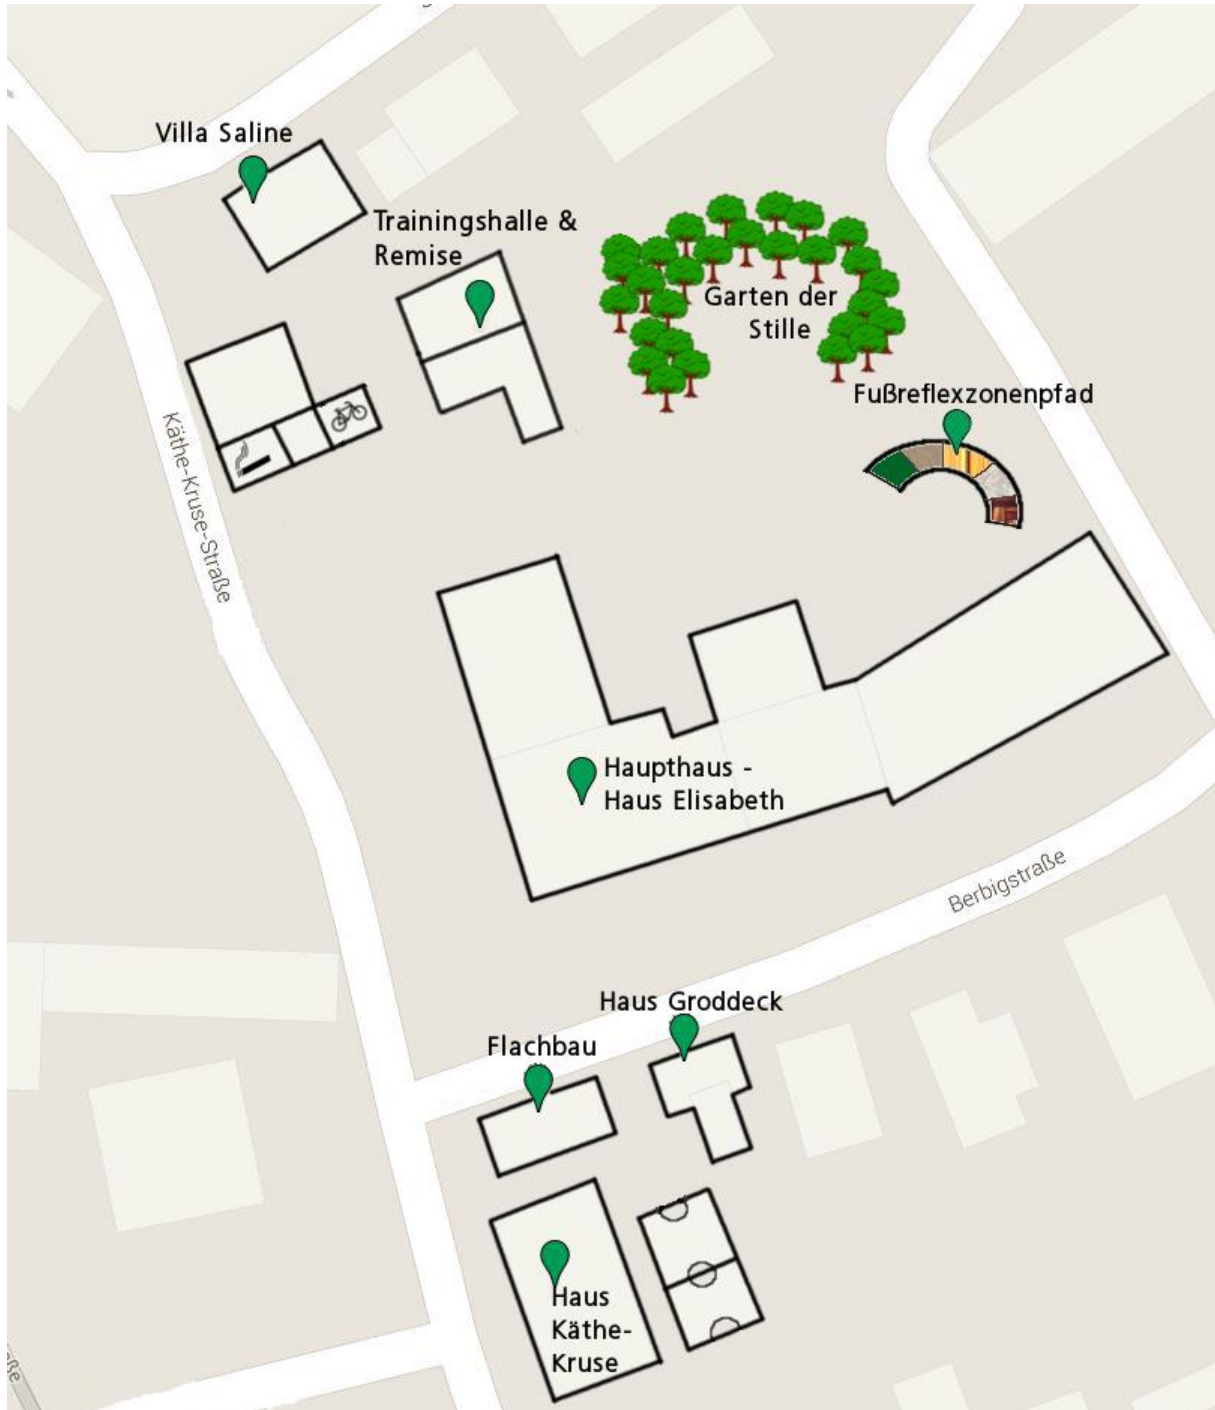 Villa Saline
Trainingshalle &
Remise
Garten der
Stille
Fußreflexzonenpfad
Käthe-Kruse-Straße
Haupthaus -
Haus Elisabeth
Berbigstraße
Haus Groddeck
Flachbau
Haus
Käthe-
Kruse